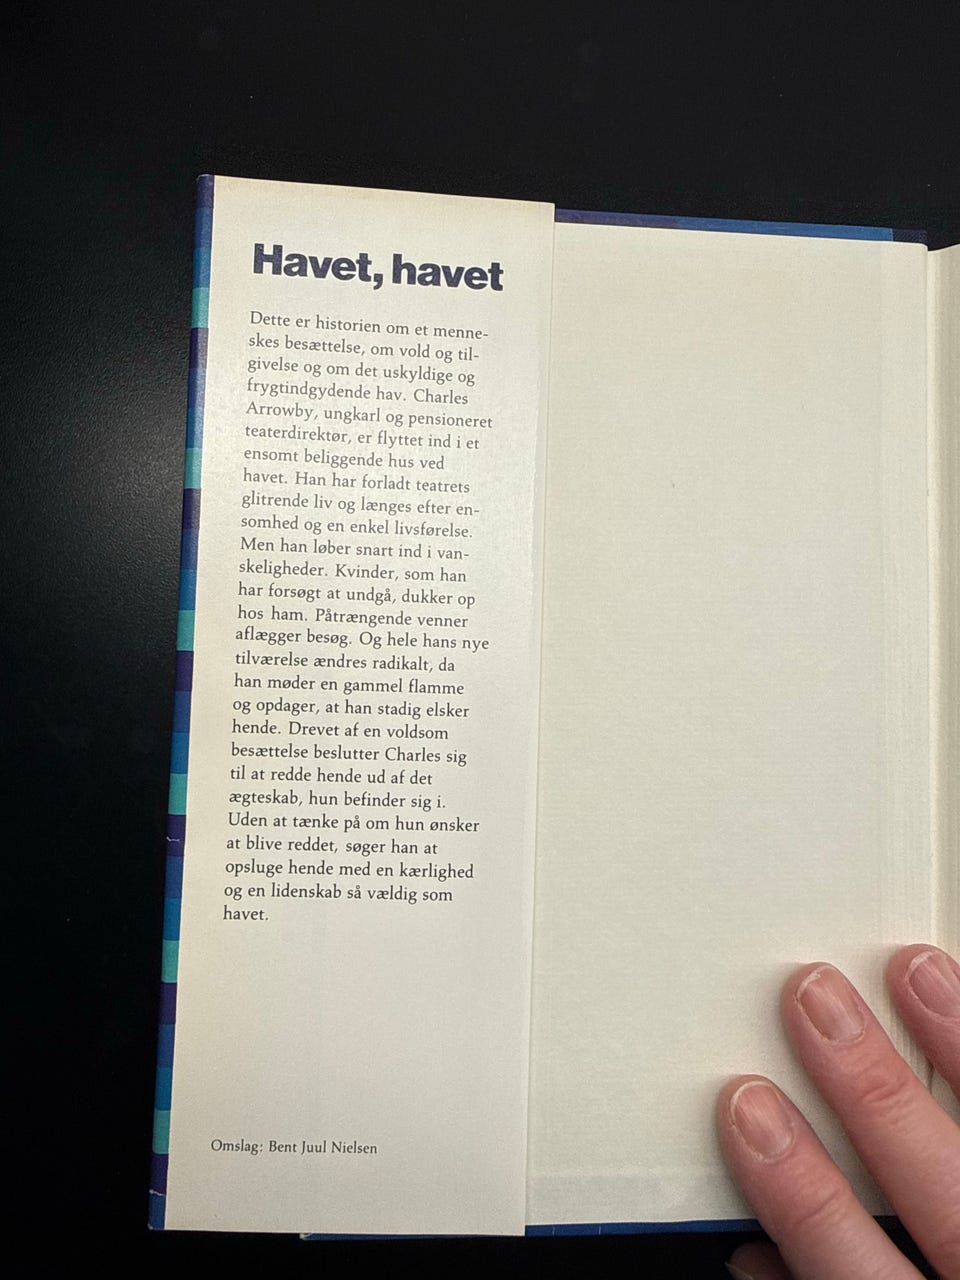 Havet, havet
Dette er historien om et menne-
skes besættelse, om vold og til-
givelse og om det uskyldige og
frygtindgydende hav. Charles
Arrowby, ungkarl og pensioneret
teaterdirektør, er flyttet ind i et
ensomt beliggende hus ved
havet. Han har forladt teatrets
glitrende liv og længes efter en-
somhed og en enkel livsførelse.
Men han løber snart ind i van-
skeligheder. Kvinder, som han
har forsøgt at undgå, dukker op
hos ham. Påtrængende venner
aflægger besøg. Og hele hans nye
tilværelse ændres radikalt, da
han møder en gammel flamme
og opdager, at han stadig elsker
hende. Drevet af en voldsom
besættelse beslutter Charles sig
til at redde hende ud af det
ægteskab, hun befinder sig i.
Uden at tænke på om hun ønsker
at blive reddet, søger han at
opsluge hende med en kærlighed
og en lidenskab så vældig som
havet.
Omslag: Bent Juul Nielsen